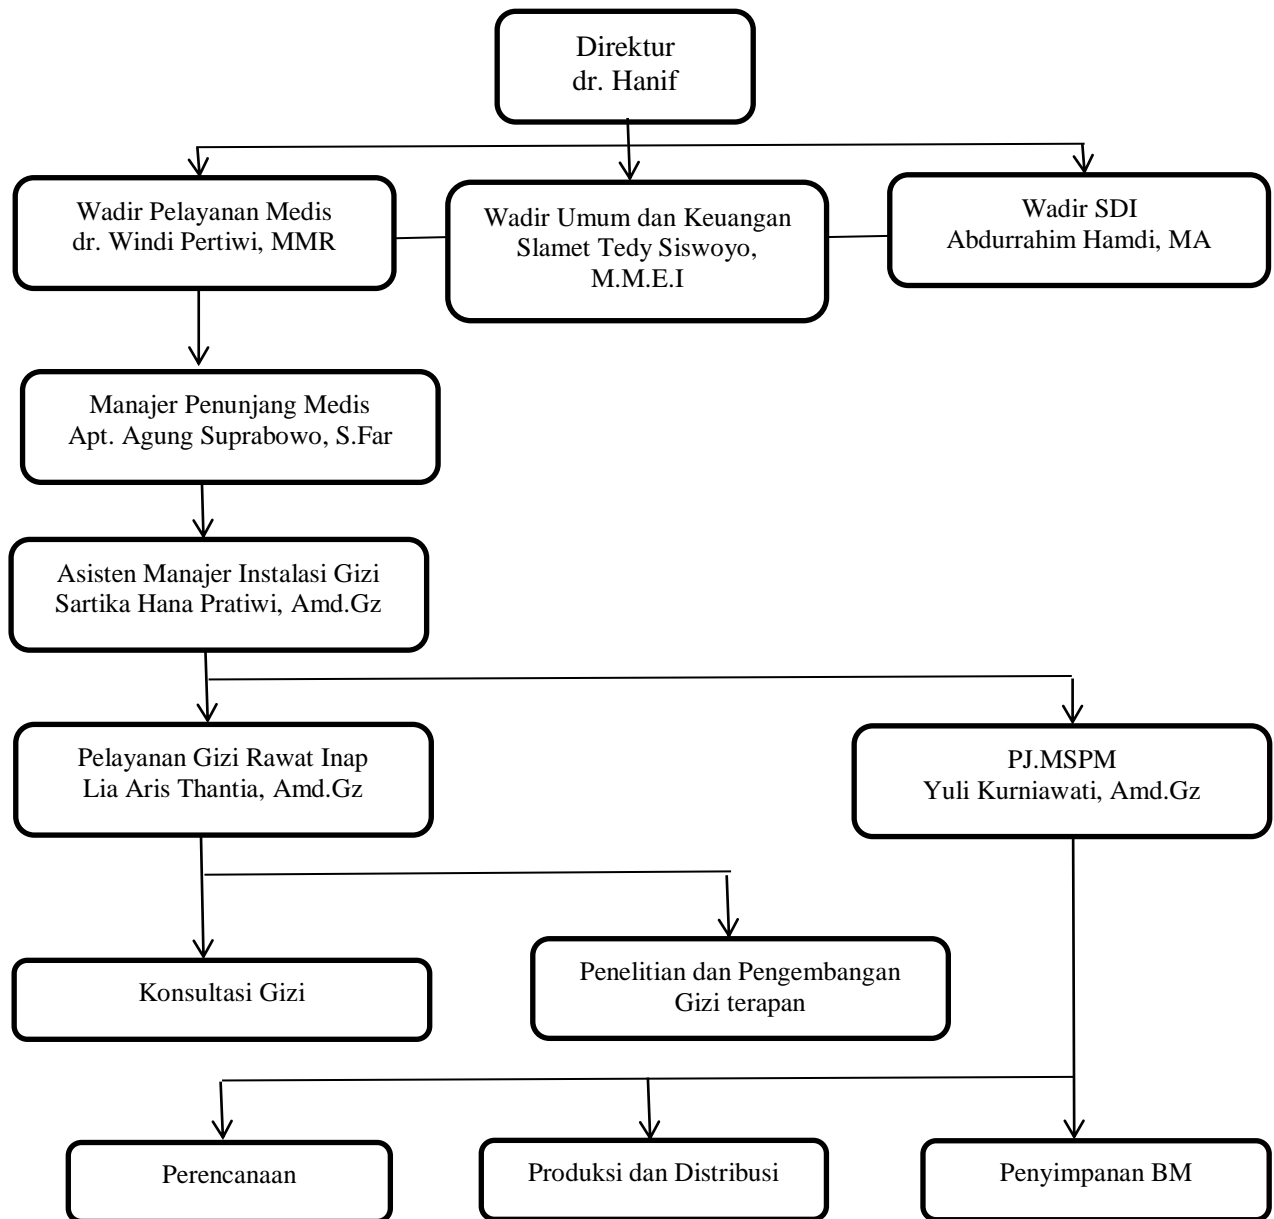 Direktur
dr. Hanif
Wadir Pelayanan Medis
dr. Windi Pertiwi, MMR
Wadir Umum dan Keuangan
Slamet Tedy Siswoyo,
M.M.E.I
Wadir SDI
Abdurrahim Hamdi, MA
Manajer Penunjang Medis
Apt. Agung Suprabowo, S.Far
Asisten Manajer Instalasi Gizi
Sartika Hana Pratiwi, Amd.Gz
Pelayanan Gizi Rawat Inap
Lia Aris Thantia, Amd.Gz
PJ.MSPM
Yuli Kurniawati, Amd.Gz
Konsultasi Gizi
Penelitian dan Pengembangan
Gizi terapan
Perencanaan
Produksi dan Distribusi
Penyimpanan BM